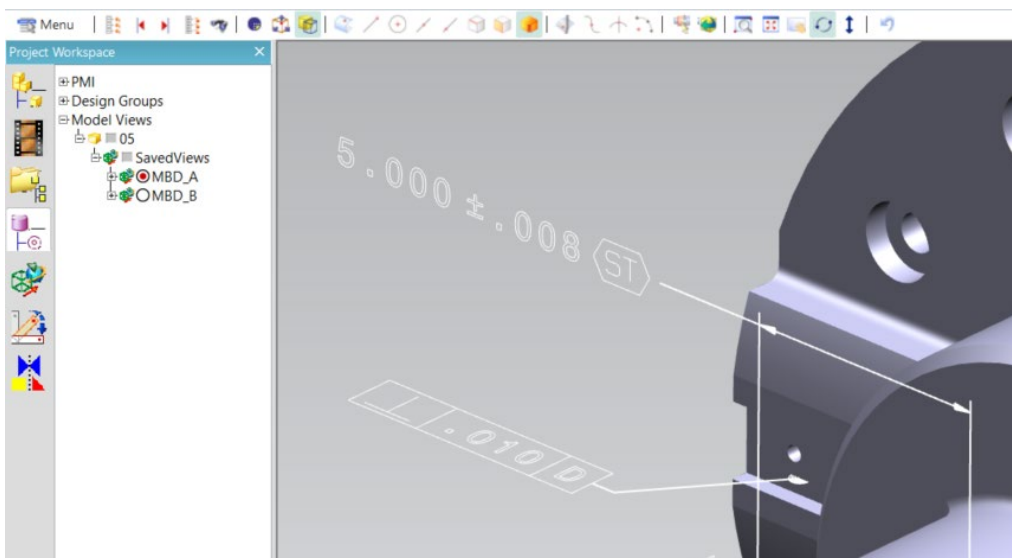 Menu
Project Workspace
PMI
Design Groups
Model Views
05
SavedViews
MBD_A
MBD_B
5.000 ±.008 ST
⊥ .010 D